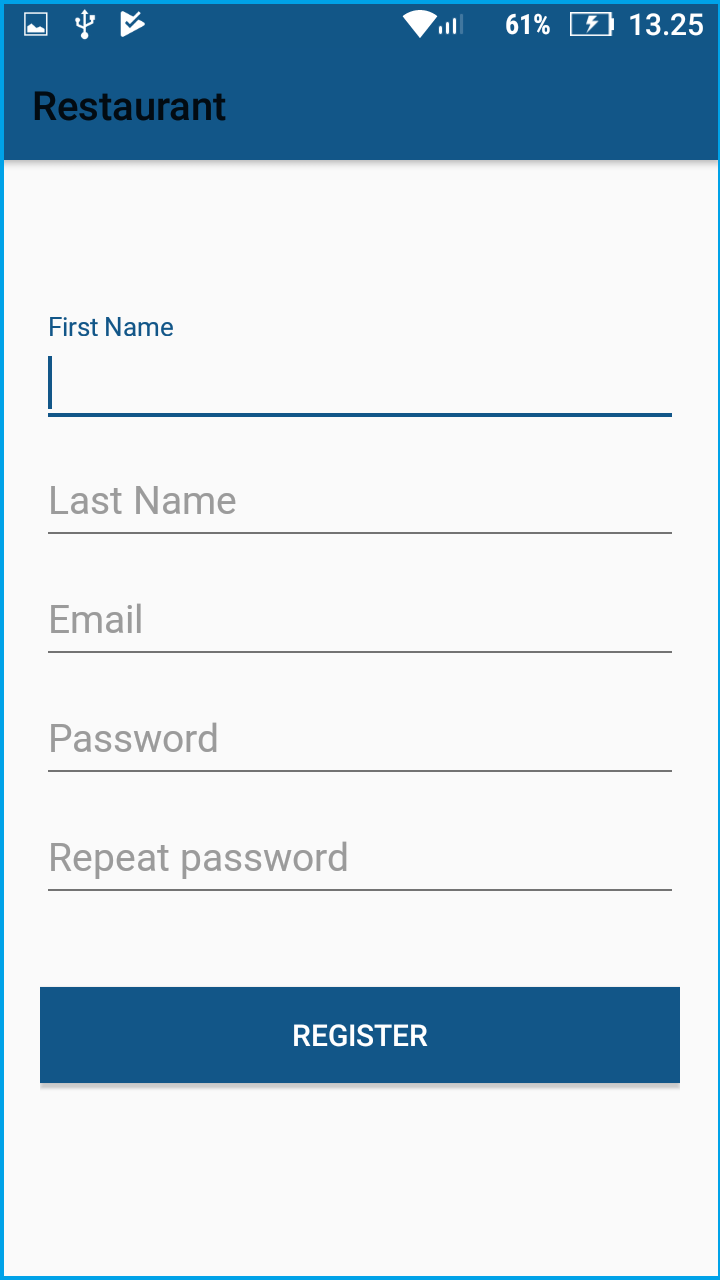 61% 13.25
Restaurant
First Name
Last Name
Email
Password
Repeat password
REGISTER